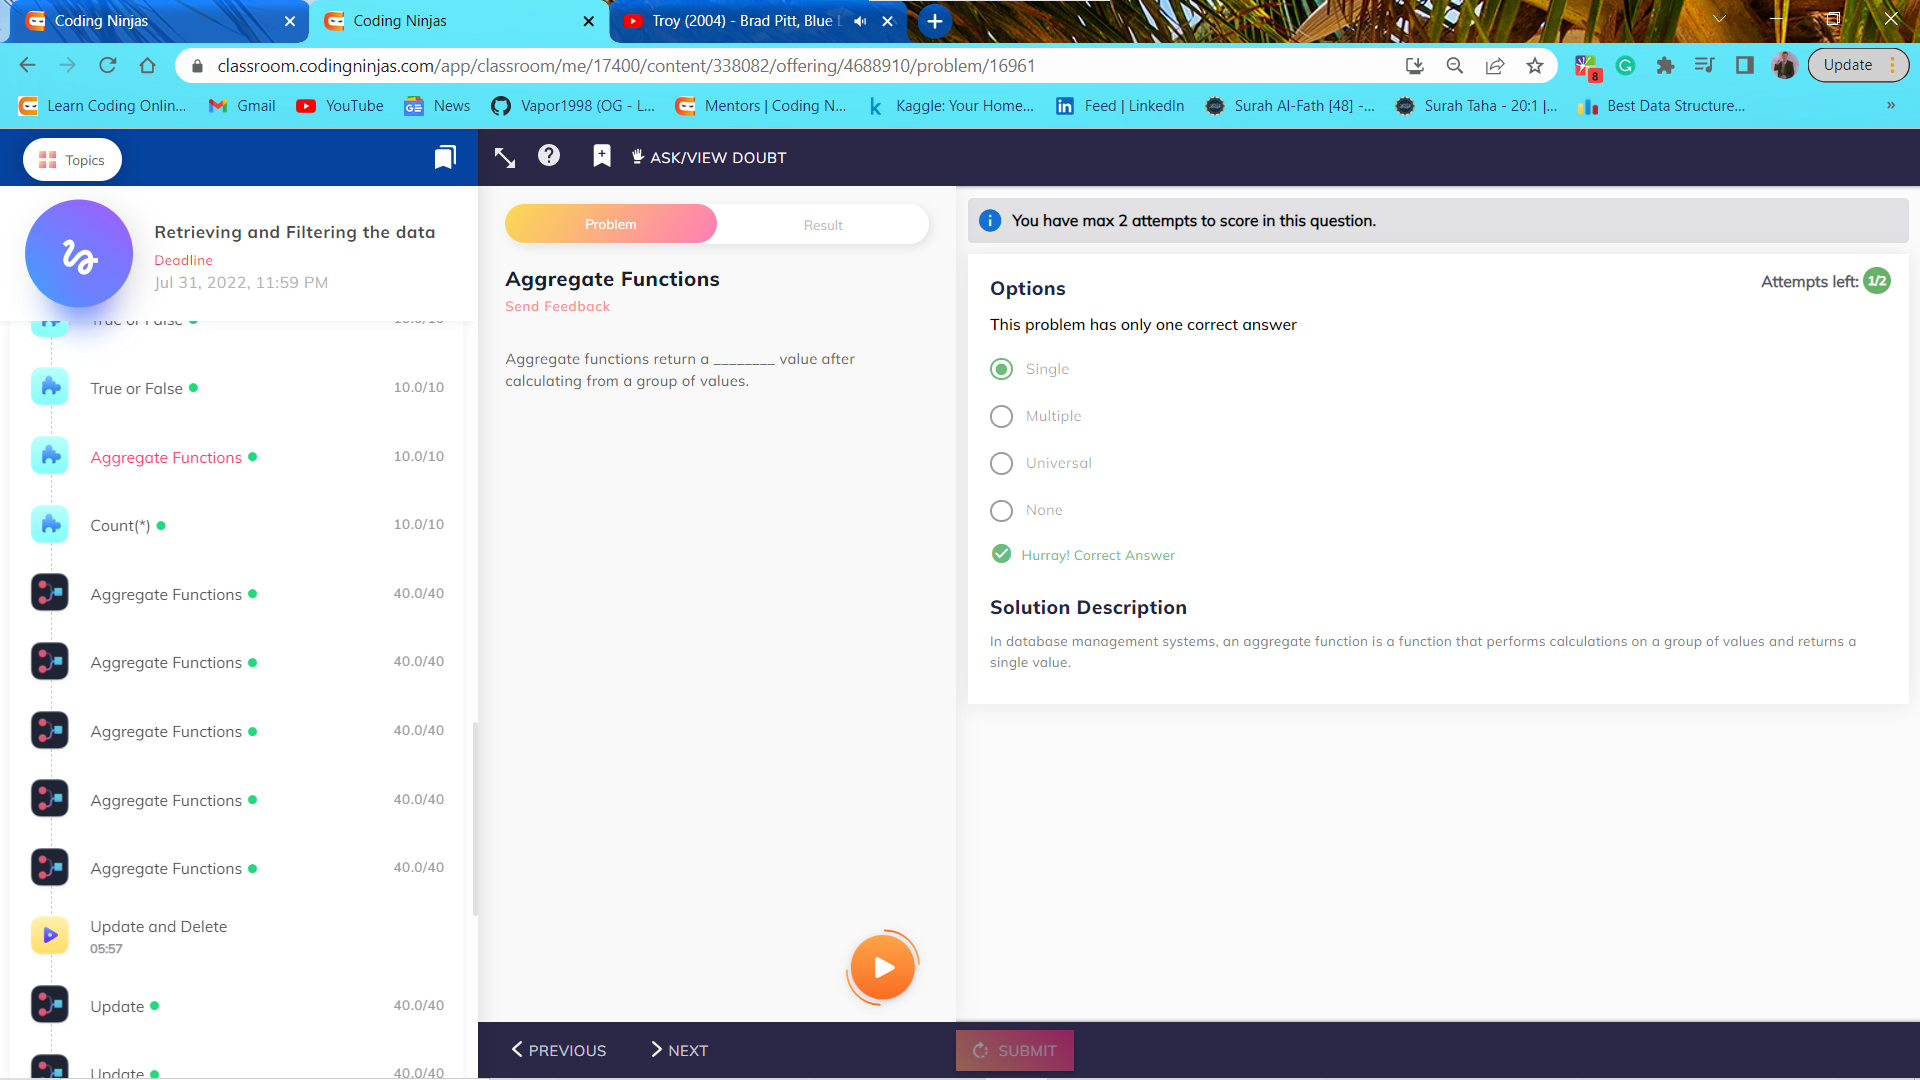 Coding Ninjas
Coding Ninjas
Troy (2004) - Brad Pitt, Blue
classroom.codingninjas.com/app/classroom/me/17400/content/338082/offering/4688910/problem/16961
8
Update
Learn Coding Onlin...
Gmail
YouTube
News
Vapor1998 (OG - L...
Mentors | Coding N...
Kaggle: Your Home...
Feed | LinkedIn
Surah Al-Fath [48] -...
Surah Taha - 20:1 |...
Best Data Structure...
»
Topics
ASK/VIEW DOUBT
Retrieving and Filtering the data
Deadline
Jul 31, 2022, 11:59 PM
True or False 10.0/10
True or False 10.0/10
Aggregate Functions 10.0/10
Count(*) 10.0/10
Aggregate Functions 40.0/40
Aggregate Functions 40.0/40
Aggregate Functions 40.0/40
Aggregate Functions 40.0/40
Aggregate Functions 40.0/40
Update and Delete
05:57
Update 40.0/40
Update 40.0/40
Problem
Result
Aggregate Functions
Send Feedback
Aggregate functions return a ________ value after
calculating from a group of values.
PREVIOUS
NEXT
You have max 2 attempts to score in this question.
Options
Attempts left: 1/2
This problem has only one correct answer
Single
Multiple
Universal
None
Hurray! Correct Answer
Solution Description
In database management systems, an aggregate function is a function that performs calculations on a group of values and returns a
single value.
SUBMIT